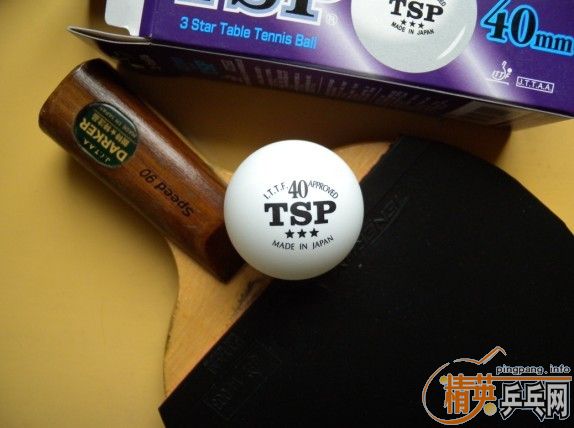 TSP®
3 Star Table Tennis Ball
TSP
★★★
MADE IN JAPAN
40mm
J.T.T.A.A.
J.T.T.A.A
DARKER
Speed 90
I.T.T.F. 40 APPROVED
TSP
★★★
MADE IN JAPAN
pingpang.info
精英乒乓网